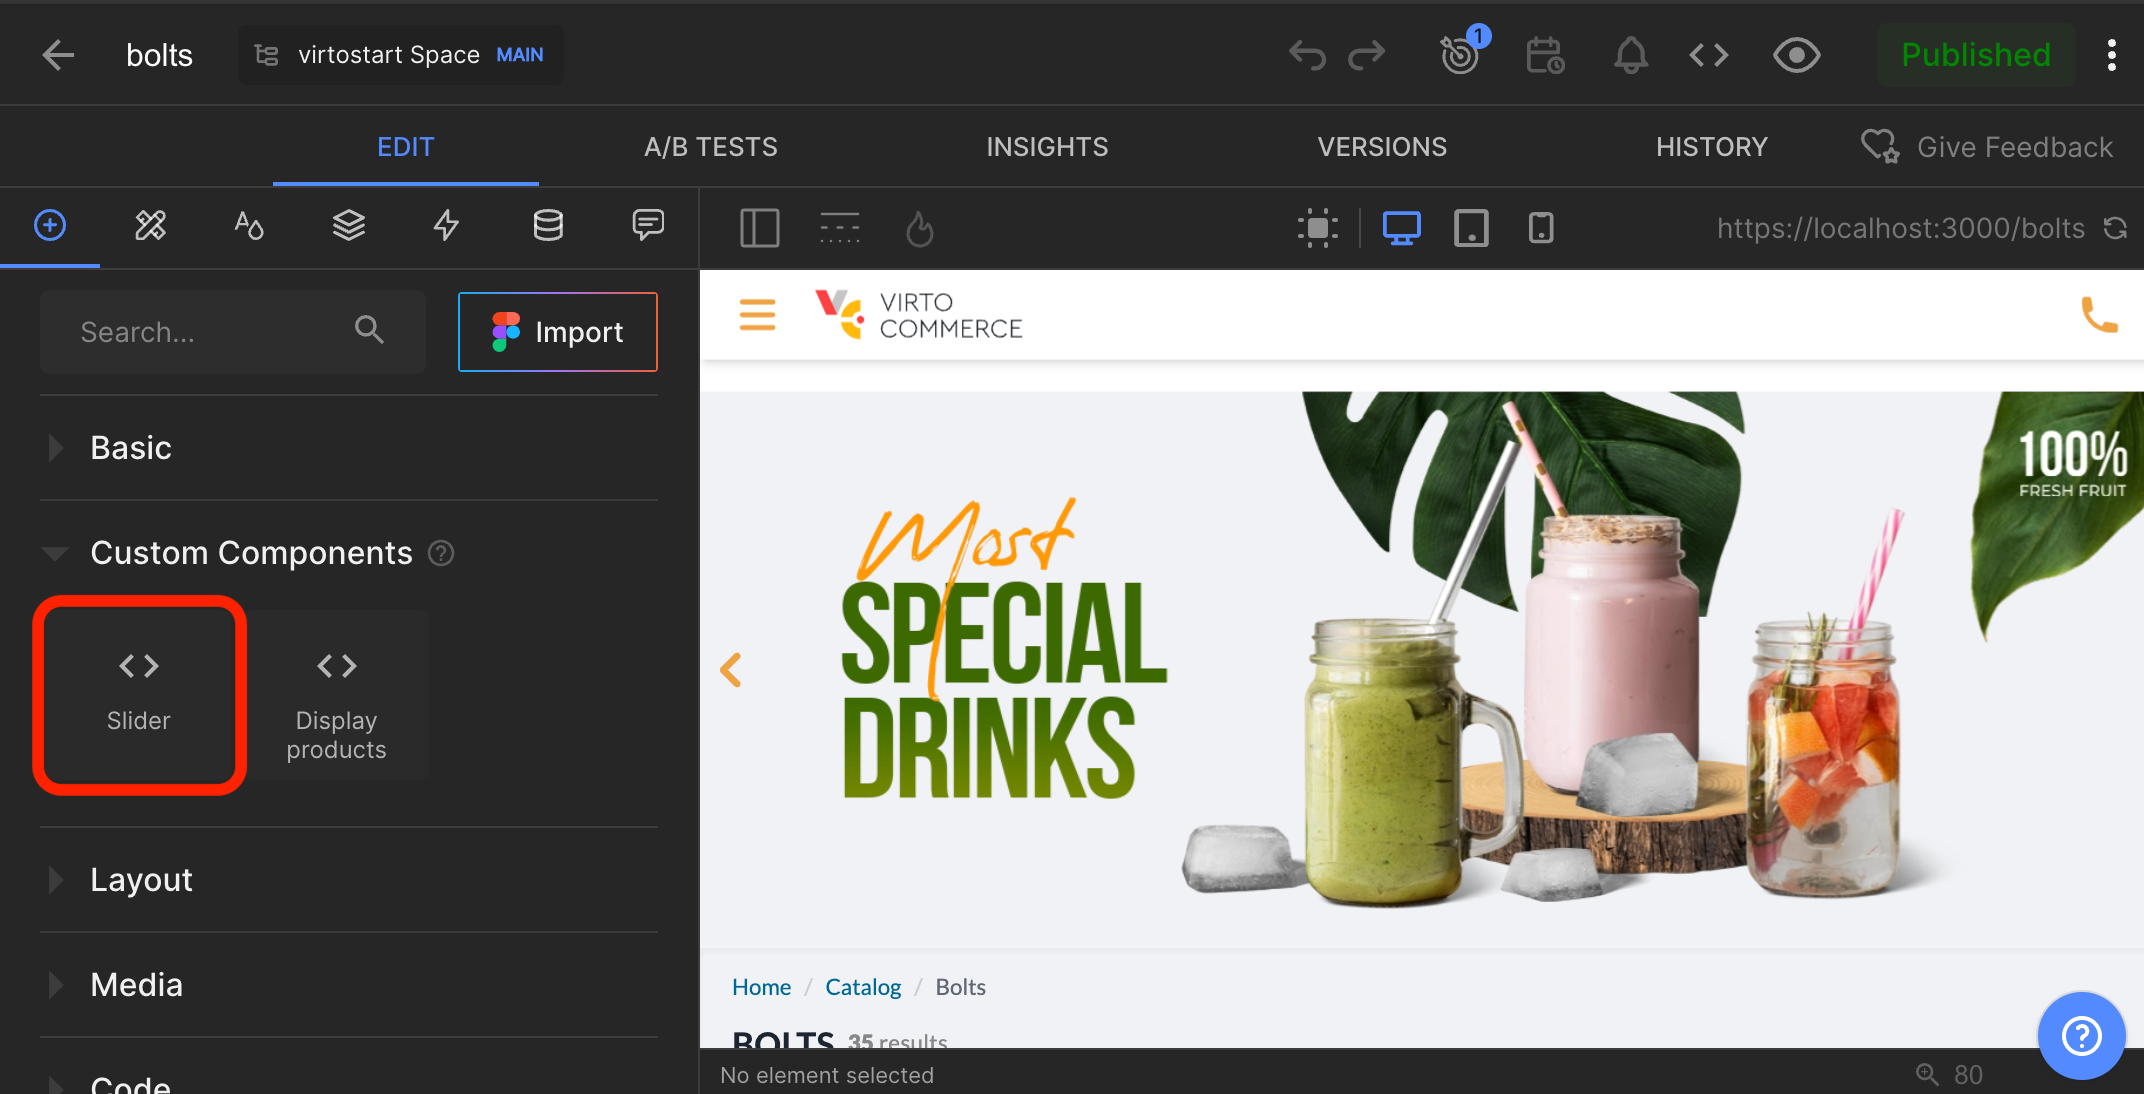 bolts
virtostart Space MAIN
1
Published
EDIT
A/B TESTS
INSIGHTS
VERSIONS
HISTORY
Give Feedback
https://localhost:3000/bolts
Search...
Import
Basic
Custom Components
Slider
Display
products
Layout
Media
Code
VIRTO
COMMERCE
Most
SPECIAL
DRINKS
100%
FRESH FRUIT
Home / Catalog / Bolts
BOLTS 35 results
No element selected
80